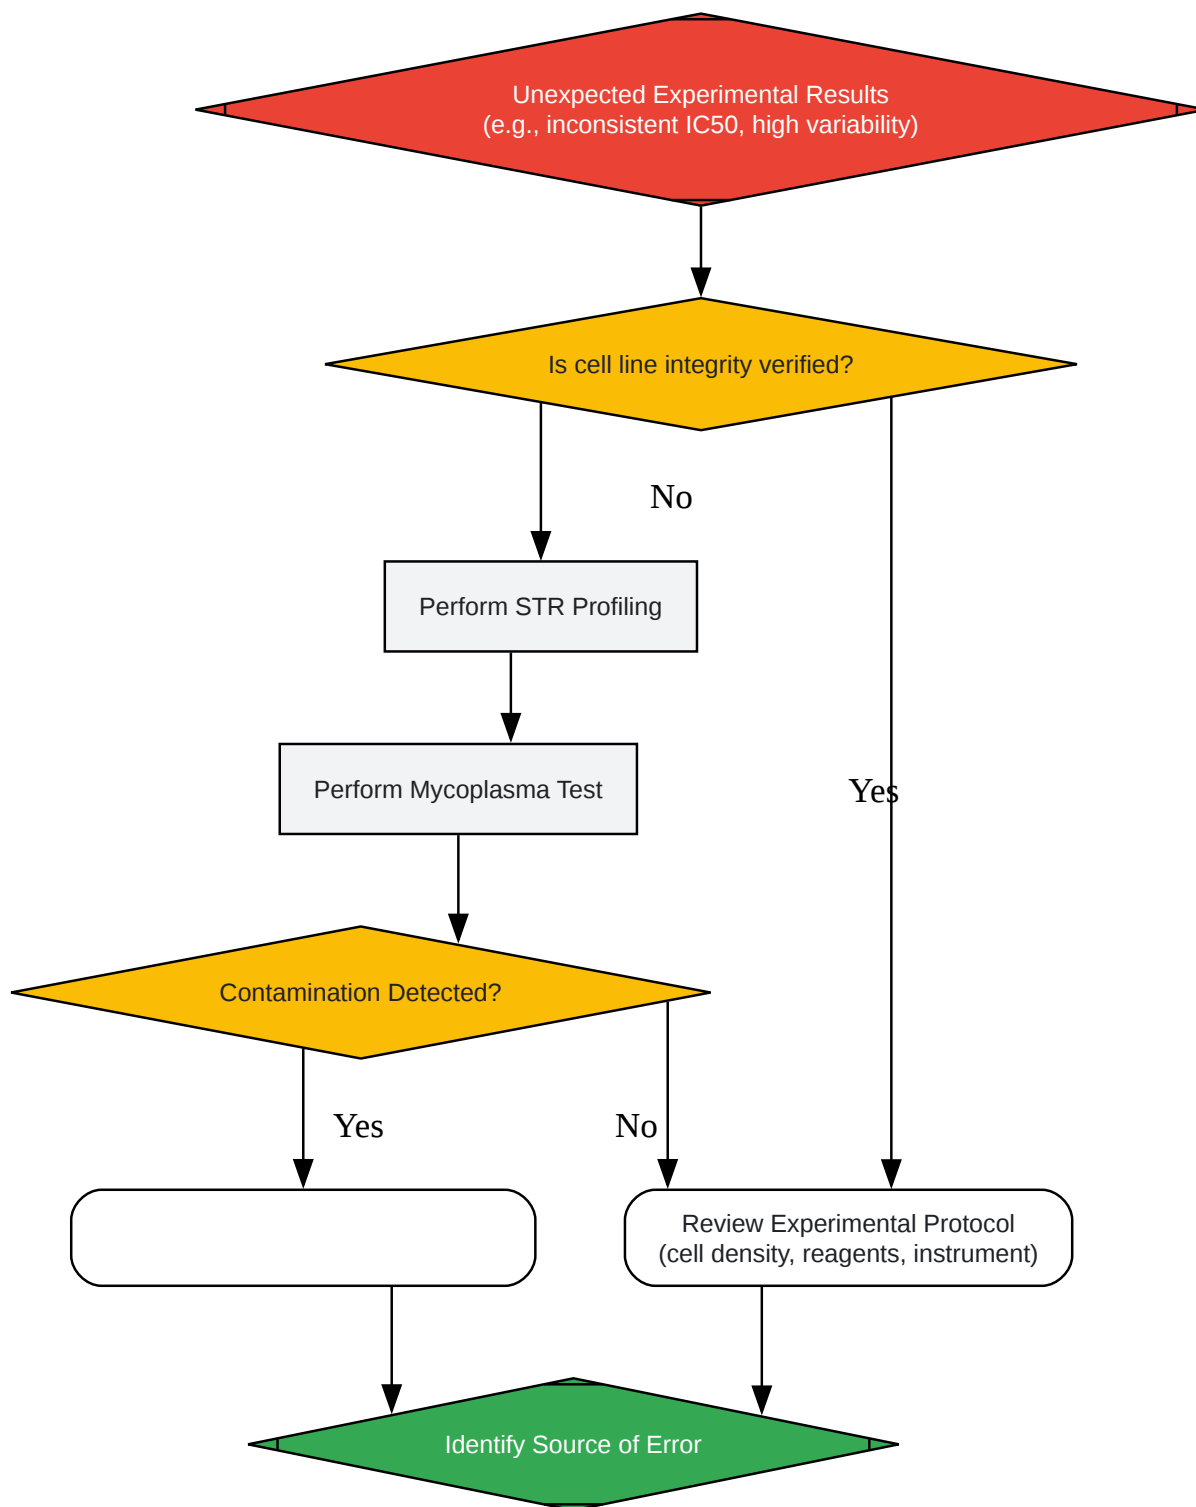 Unexpected Experimental Results
(e.g., inconsistent IC50, high variability)
Is cell line integrity verified?
No
Perform STR Profiling
Perform Mycoplasma Test
Yes
Contamination Detected?
Yes
No
Review Experimental Protocol
(cell density, reagents, instrument)
Identify Source of Error